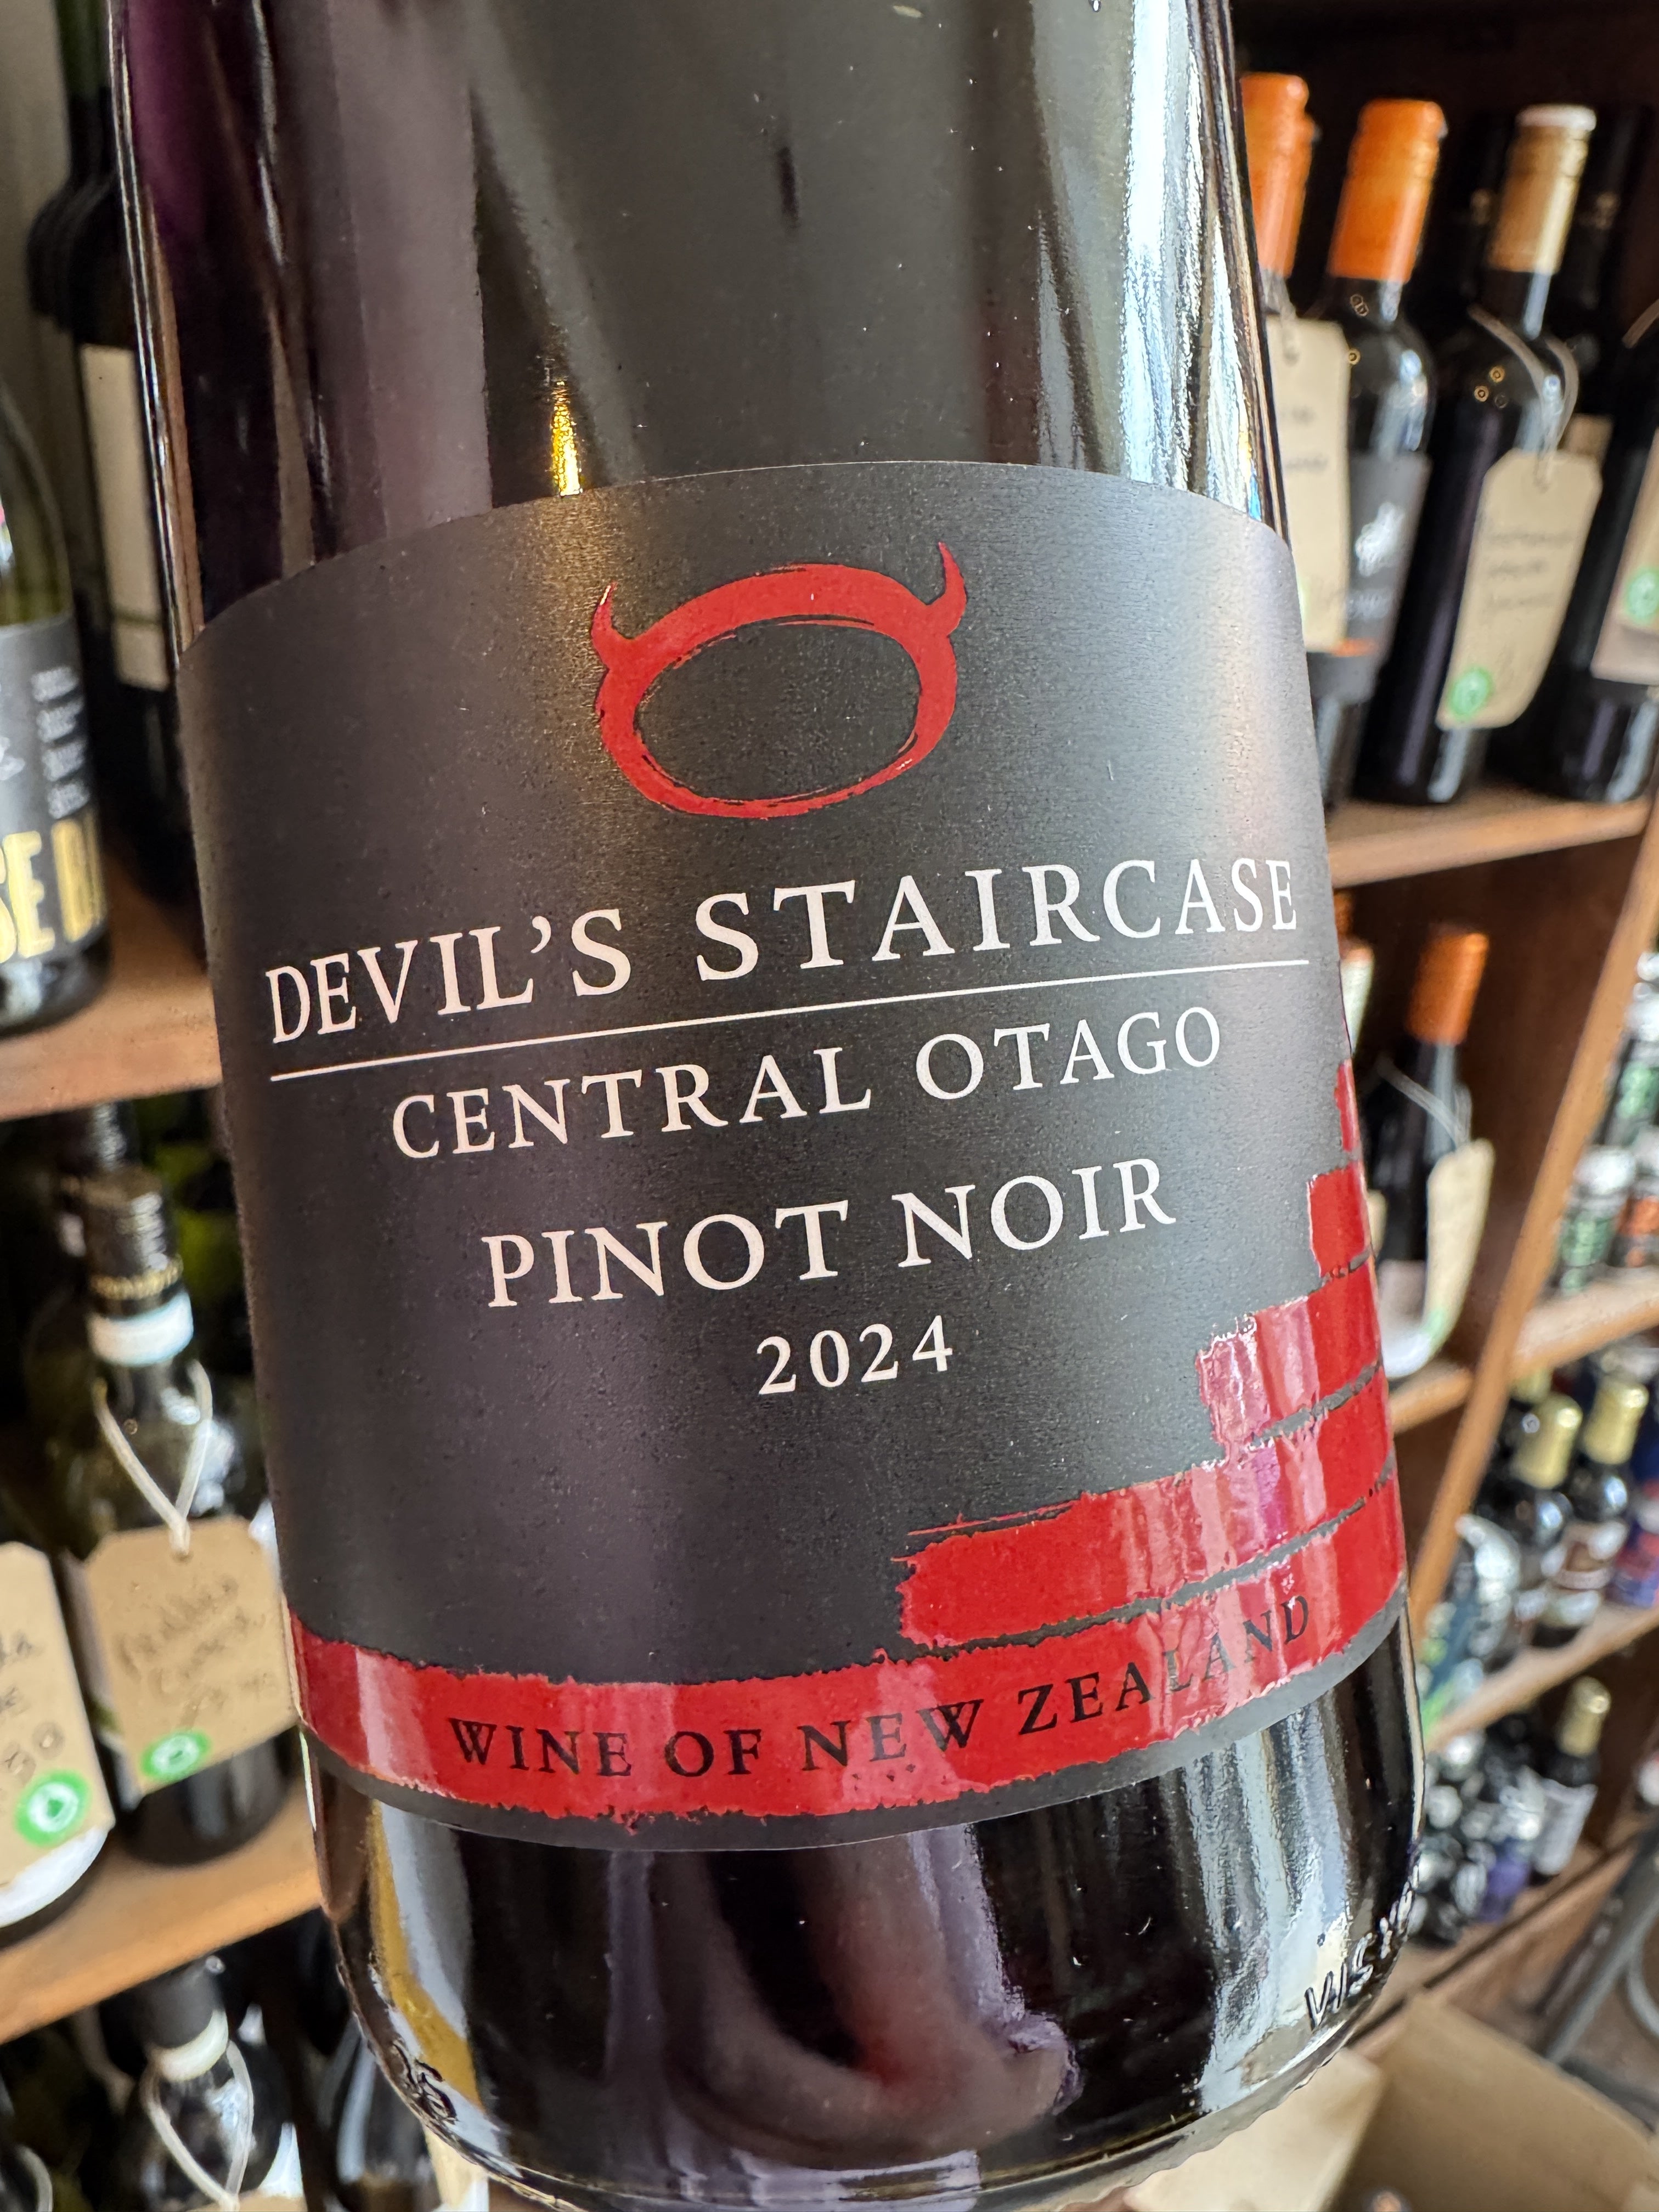 DEVIL'S STAIRCASE
CENTRAL OTAGO
PINOT NOIR
2024
WINE OF NEW ZEALAND